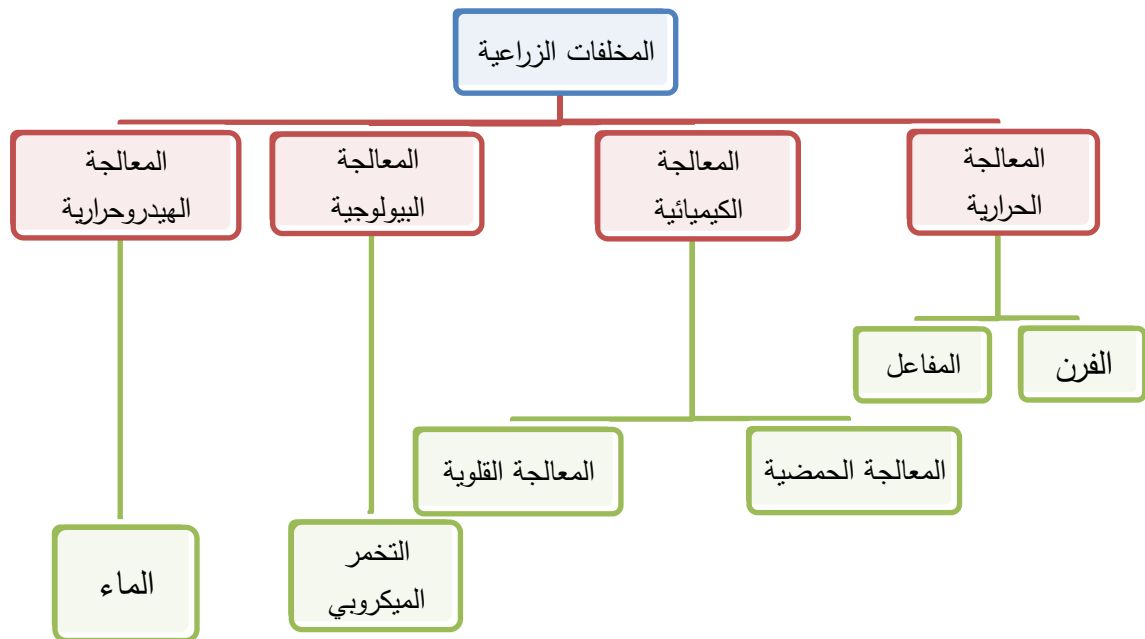 المخلفات الزراعية
المعالجة
الحرارية
المعالجة
الكيميائية
المعالجة
البيولوجية
المعالجة
الهيدروحرارية
الفرن
المفاعل
المعالجة الحمضية
المعالجة القلوية
التخمر
الميكروبي
الماء